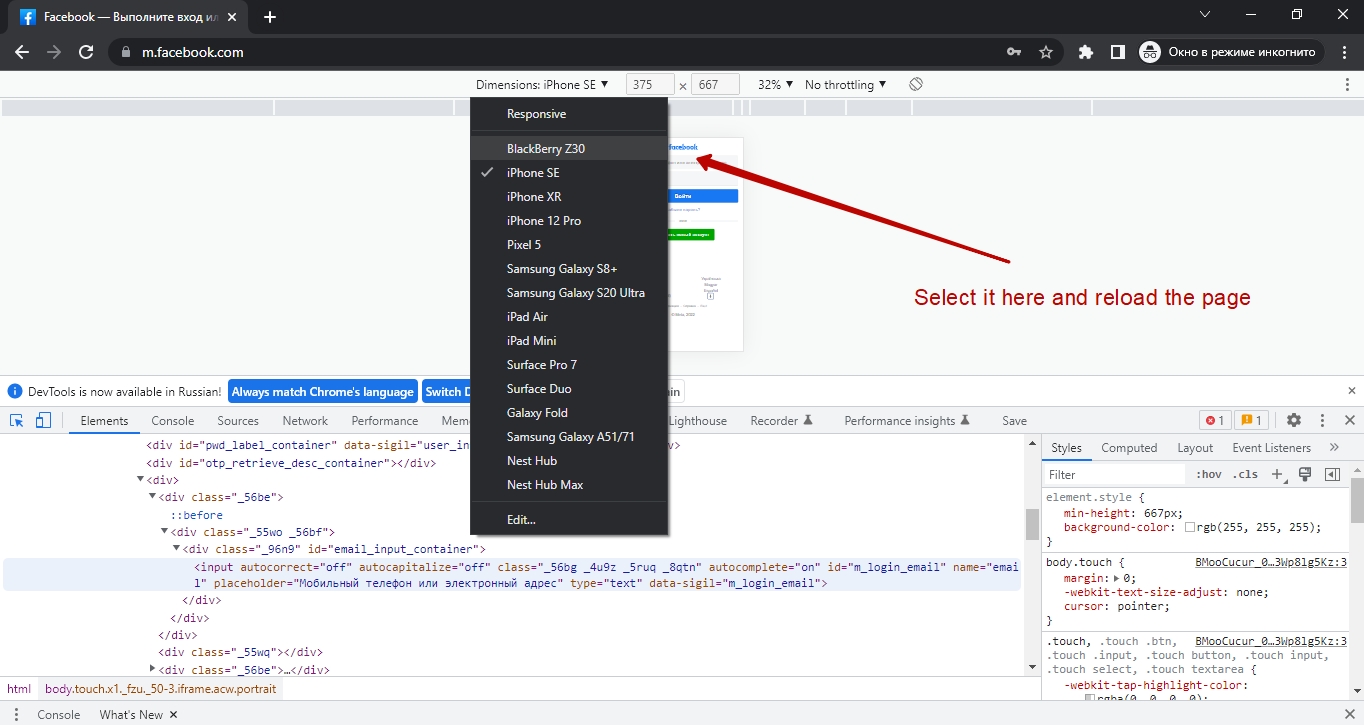 Facebook — Выполните вход ил
m.facebook.com
Окно в режиме инкогнито
Dimensions: iPhone SE ▼ 375 × 667 32% ▼ No throttling ▼
Responsive
BlackBerry Z30
iPhone SE
iPhone XR
iPhone 12 Pro
Pixel 5
Samsung Galaxy S8+
Samsung Galaxy S20 Ultra
iPad Air
iPad Mini
Surface Pro 7
Surface Duo
Galaxy Fold
Samsung Galaxy A51/71
Nest Hub
Nest Hub Max
Edit...
facebook
Войти
Select it here and reload the page
DevTools is now available in Russian! Always match Chrome's language Switch D
Elements Console Sources Network Performance Mem Lighthouse Recorder Performance insights Save 1 1
<div id="pwd_label_container" data-sigil="user_in
<div id="otp_retrieve_desc_container"></div>
▼<div>
▼<div class="_56be">
::before
▼<div class="_55wo _56bf">
▼<div class="_96n9" id="email_input_container">
<input autocorrect="off" autocapitalize="off" class="_56bg _4u9z _5ruq _8qtn" autocomplete="on" id="m_login_email" name="emai
l" placeholder="Мобильный телефон или электронный адрес" type="text" data-sigil="m_login_email">
</div>
</div>
</div>
<div class="_55wq"></div>
▶<div class="_56be">…</div>
html body.touch.x1._fzu._50-3.iframe.acw.portrait
Styles Computed Layout Event Listeners »
Filter :hov .cls +
element.style {
min-height: 667px;
background-color: rgb(255, 255, 255);
}
body.touch { BMooCucur_0…3Wp8lg5Kz:3
margin: ▶ 0;
-webkit-text-size-adjust: none;
cursor: pointer;
}
.touch, .touch .btn, BMooCucur_0…3Wp8lg5Kz:3
.touch .input, .touch button, .touch input,
.touch select, .touch textarea {
-webkit-tap-highlight-color:
rgba(0, 0, 0, 0);
Console What's New